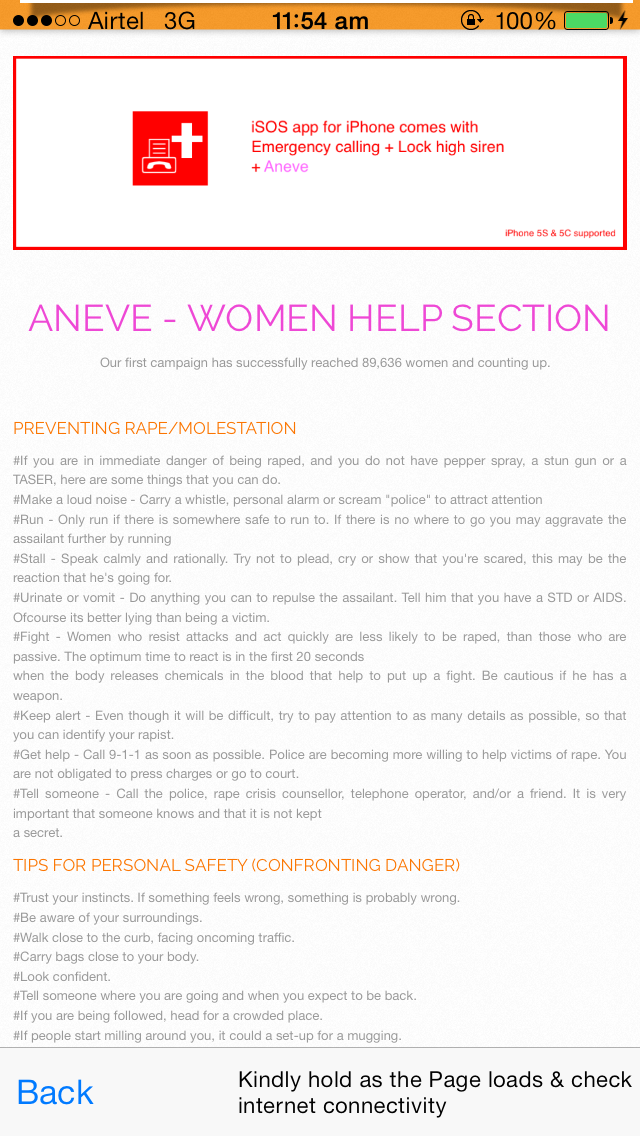 Airtel 3G 11:54 am 100%
iSOS app for iPhone comes with
Emergency calling + Lock high siren
+ Aneve
iPhone 5S & 5C supported
ANEVE - WOMEN HELP SECTION
Our first campaign has successfully reached 89,636 women and counting up.
PREVENTING RAPE/MOLESTATION
#If you are in immediate danger of being raped, and you do not have pepper spray, a stun gun or a
TASER, here are some things that you can do.
#Make a loud noise - Carry a whistle, personal alarm or scream "police" to attract attention
#Run - Only run if there is somewhere safe to run to. If there is no where to go you may aggravate the
assailant further by running
#Stall - Speak calmly and rationally. Try not to plead, cry or show that you're scared, this may be the
reaction that he's going for.
#Urinate or vomit - Do anything you can to repulse the assailant. Tell him that you have a STD or AIDS.
Ofcourse its better lying than being a victim.
#Fight - Women who resist attacks and act quickly are less likely to be raped, than those who are
passive. The optimum time to react is in the first 20 seconds
when the body releases chemicals in the blood that help to put up a fight. Be cautious if he has a
weapon.
#Keep alert - Even though it will be difficult, try to pay attention to as many details as possible, so that
you can identify your rapist.
#Get help - Call 9-1-1 as soon as possible. Police are becoming more willing to help victims of rape. You
are not obligated to press charges or go to court.
#Tell someone - Call the police, rape crisis counsellor, telephone operator, and/or a friend. It is very
important that someone knows and that it is not kept
a secret.
TIPS FOR PERSONAL SAFETY (CONFRONTING DANGER)
#Trust your instincts. If something feels wrong, something is probably wrong.
#Be aware of your surroundings.
#Walk close to the curb, facing oncoming traffic.
#Carry bags close to your body.
#Look confident.
#Tell someone where you are going and when you expect to be back.
#If you are being followed, head for a crowded place.
#If people start milling around you, it could a set-up for a mugging.
Back
Kindly hold as the Page loads & check
internet connectivity